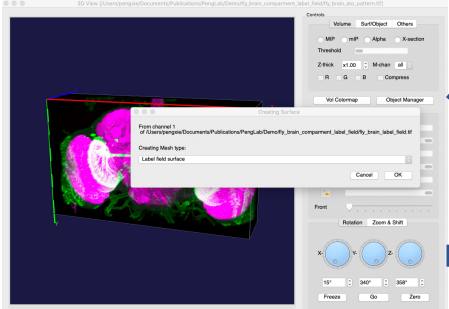 3D View [/Users/pengxie/Documents/Publications/PengLab/Demo/fly_brain_comparment_label_field/fly_brain_asy_pattern.tif]
Controls
Volume Surf/Object Others
MIP mIP Alpha X-section
Threshold
Z-thick x1.00 M-chan all
R G B Compress
Vol Colormap Object Manager
Creating Surface
From channel 1
of /Users/pengxie/Documents/Publications/PengLab/Demo/fly_brain_comparment_label_field/fly_brain_label_field.tif
Creating Mesh type:
Label field surface
Cancel OK
Front
Rotation Zoom & Shift
X- Y- Z-
15° 340° 358°
Freeze Go Zero